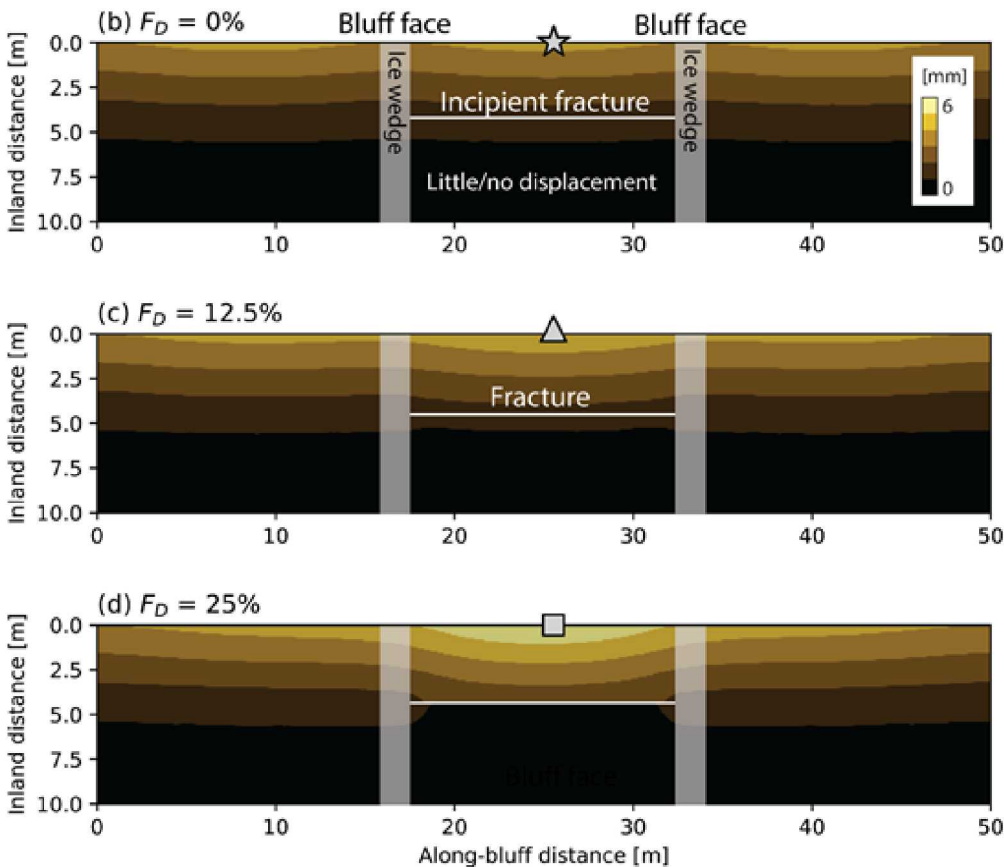 (b) F_D = 0%
Bluff face
Bluff face
0.0
2.5
5.0
7.5
10.0
Inland distance [m]
Ice wedge
Incipient fracture
Little/no displacement
Ice wedge
[mm]
6
0
0 10 20 30 40 50
(c) F_D = 12.5%
0.0
2.5
5.0
7.5
10.0
Inland distance [m]
Fracture
0 10 20 30 40 50
(d) F_D = 25%
0.0
2.5
5.0
7.5
10.0
Inland distance [m]
Bluff face
0 10 20 30 40 50
Along-bluff distance [m]